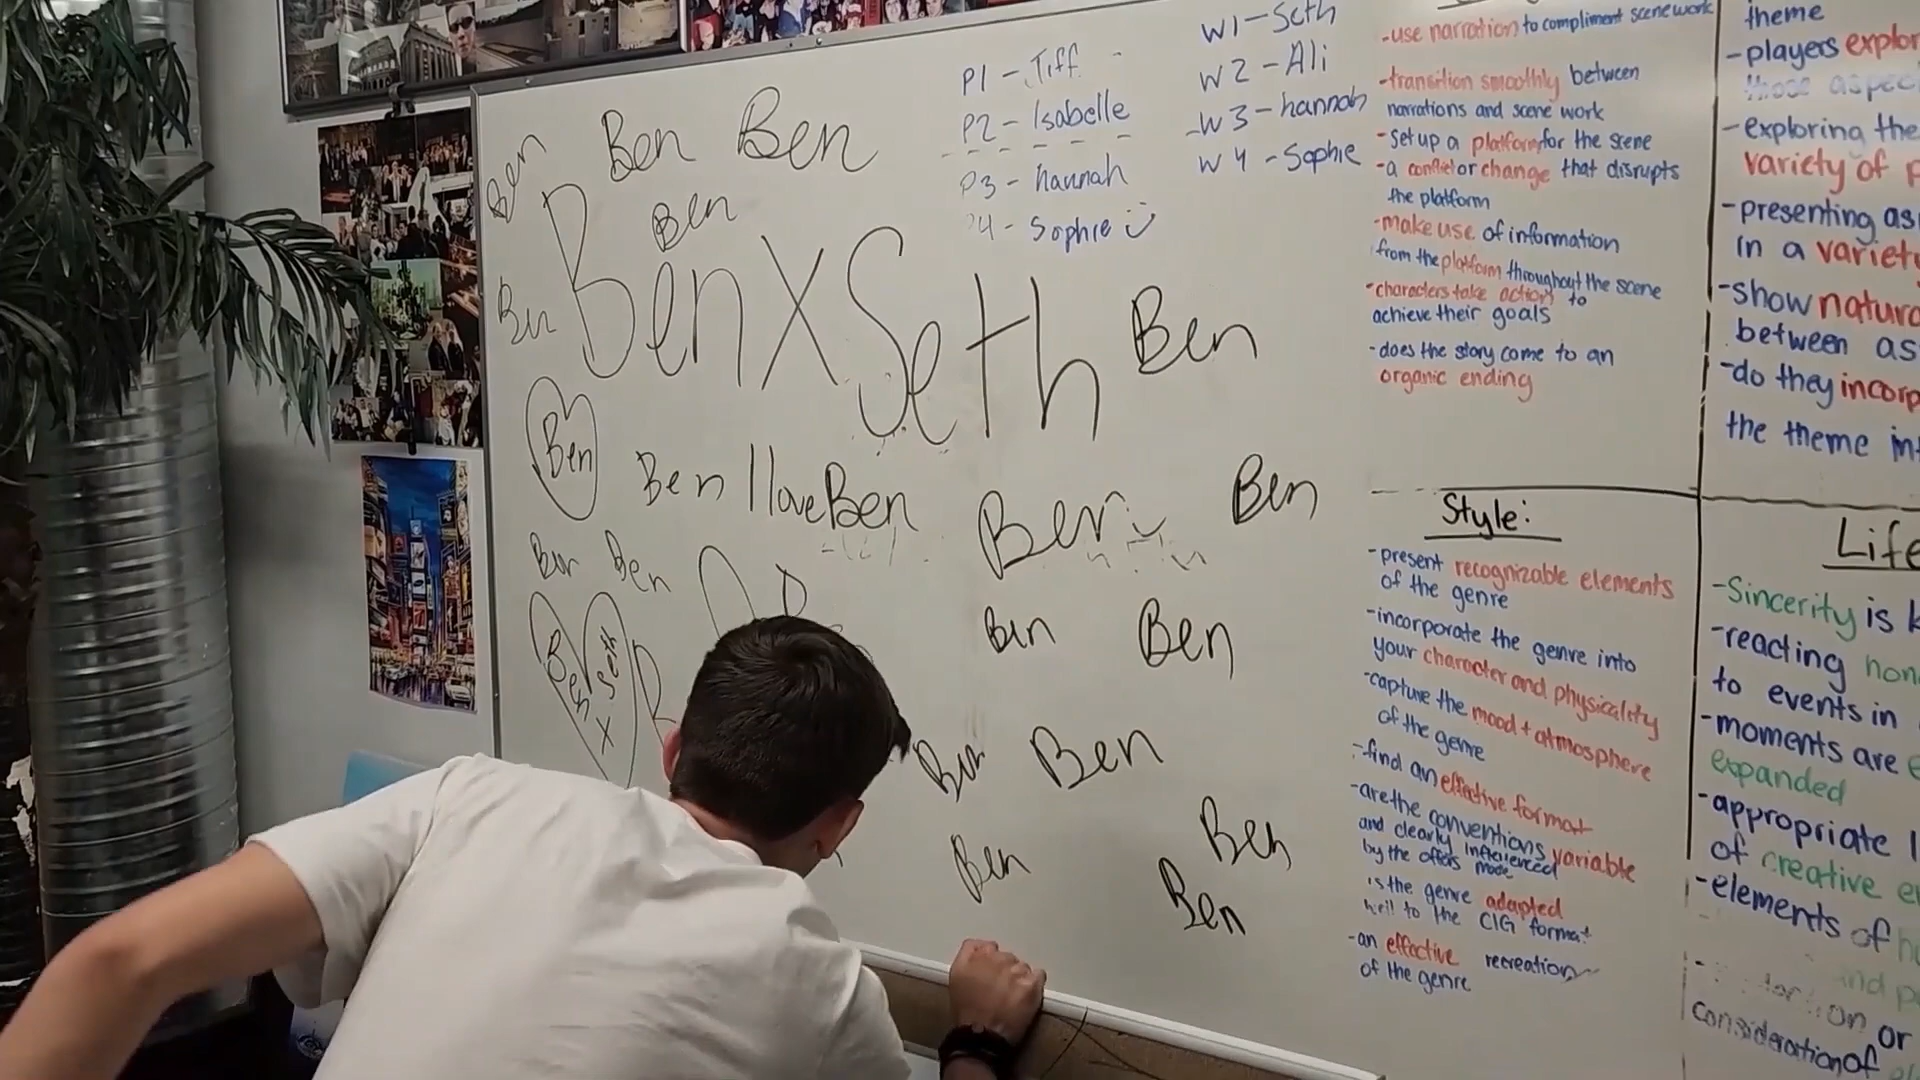 Ben Ben Ben
Ben
Ben
Ben X Seth
Ben
Ben
Ben I love Ben
Ben
Ben
Ben Ben
Ben X Seth
Ben
Ben
Ben
Ben
Ben
Ben
Ben
P1 - Tiff
P2 - Isabelle
P3 - hannah
P4 - Sophie
W1 - Seth
W2 - Ali
W3 - hannah
W4 - Sophie
- use narration to compliment scene work
- transition smoothly between
narrations and scene work
- set up a platform for the scene
- a conflict or change that disrupts
the platform
- make use of information
from the platform throughout the scene
- characters take action to
achieve their goals
- does the story come to an
organic ending
Style:
- present recognizable elements
of the genre
- incorporate the genre into
your character and physicality
- capture the mood + atmosphere
of the genre
- find an effective format
- are the conventions variable
and clearly influenced
by the offers made
is the genre adapted
well to the CIG format
- an effective recreation
of the genre
theme
- players explor
those aspec
- exploring the
variety of p
- presenting as
in a variety
- show natura
between as
- do they incorp
the theme in
Life
- Sincerity is k
- reacting hon
to events in
- moments are e
expanded
- appropriate l
of creative e
- elements of h
and p
on or
consideration of